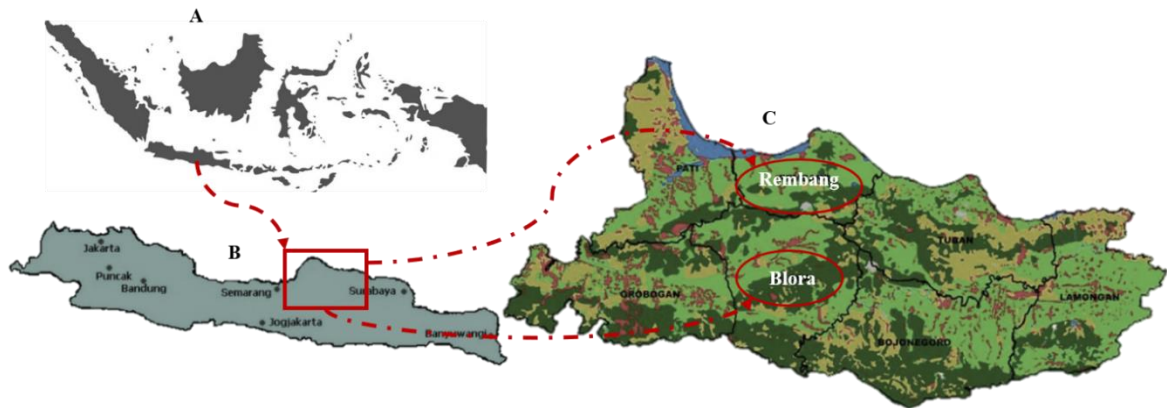 A
B
Jakarta
Puncak
Bandung
Semarang
Surabaya
Jogjakarta
Banyuwangi
C
PATI
Rembang
TUBAN
Blora
GROBOGAN
LAMONGAN
BOJONEGORO